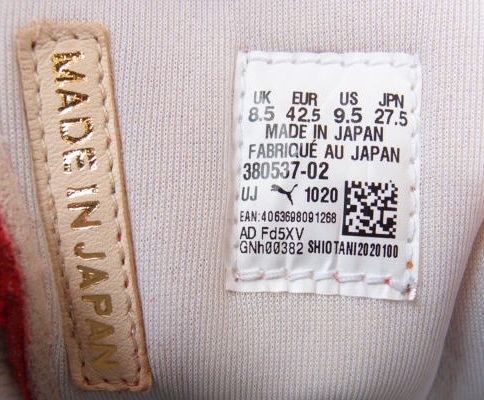 MADE IN JAPAN
UK EUR US JPN
8.5 42.5 9.5 27.5
MADE IN JAPAN
FABRIQUÉ AU JAPAN
380537-02
UJ 1020
EAN:4063698091268
AD Fd5XV
GNh00382 SHIOTANI2020100